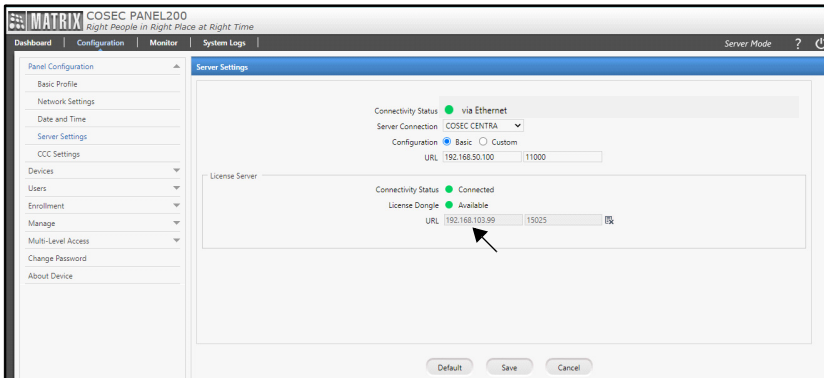 MATRIX COSEC PANEL200
Right People in Right Place at Right Time
Dashboard Configuration Monitor System Logs Server Mode ?
Panel Configuration
Basic Profile
Network Settings
Date and Time
Server Settings
CCC Settings
Devices
Users
Enrollment
Manage
Multi-Level Access
Change Password
About Device
Server Settings
Connectivity Status via Ethernet
Server Connection COSEC CENTRA
Configuration Basic Custom
URL 192.168.50.100 11000
License Server
Connectivity Status Connected
License Dongle Available
URL 192.168.103.99 15025
Default Save Cancel